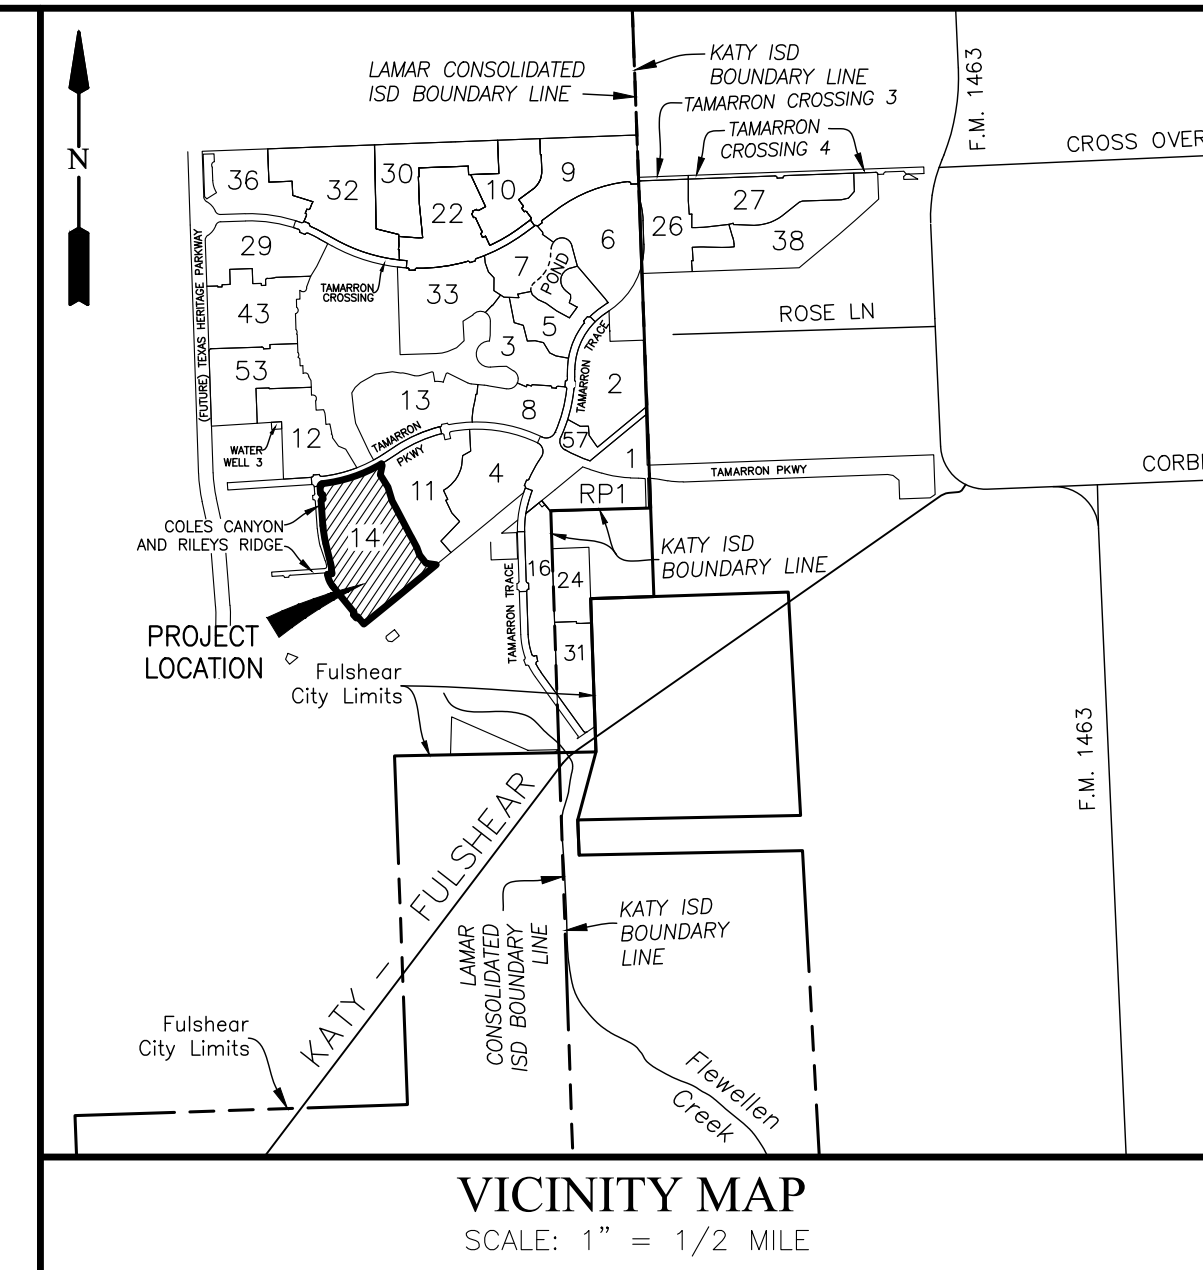 LAMAR CONSOLIDATED
ISD BOUNDARY LINE
KATY ISD
BOUNDARY LINE
TAMARRON CROSSING 3
TAMARRON
CROSSING 4
F.M. 1463
CROSS OVER
N
36
32
30
22
10
9
27
26
38
6
29
7
POND
TAMARRON
CROSSING
33
43
5
3
TAMARRON TRACE
ROSE LN
(FUTURE) TEXAS HERITAGE PARKWAY
53
2
13
8
57
12
TAMARRON
PKWY
WATER
WELL 3
1
TAMARRON PKWY
4
11
RP1
COLES CANYON
AND RILEYS RIDGE
14
KATY ISD
BOUNDARY LINE
16
24
TAMARRON TRACE
31
PROJECT
LOCATION
Fulshear
City Limits
F.M. 1463
KATY - FULSHEAR
LAMAR
CONSOLIDATED
ISD BOUNDARY
LINE
KATY ISD
BOUNDARY
LINE
Fulshear
City Limits
Flewellen
Creek
VICINITY MAP
SCALE: 1" = 1/2 MILE